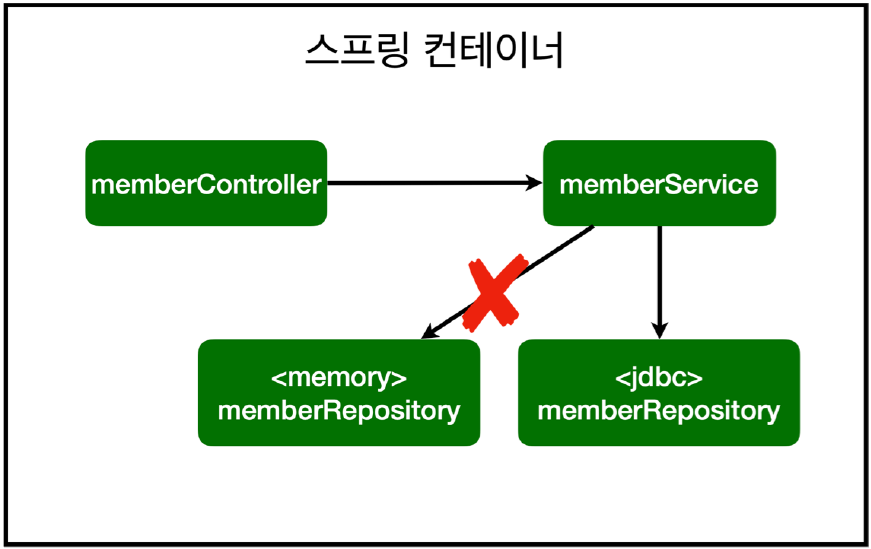 스프링 컨테이너
memberController
memberService
<memory>
memberRepository
<jdbc>
memberRepository